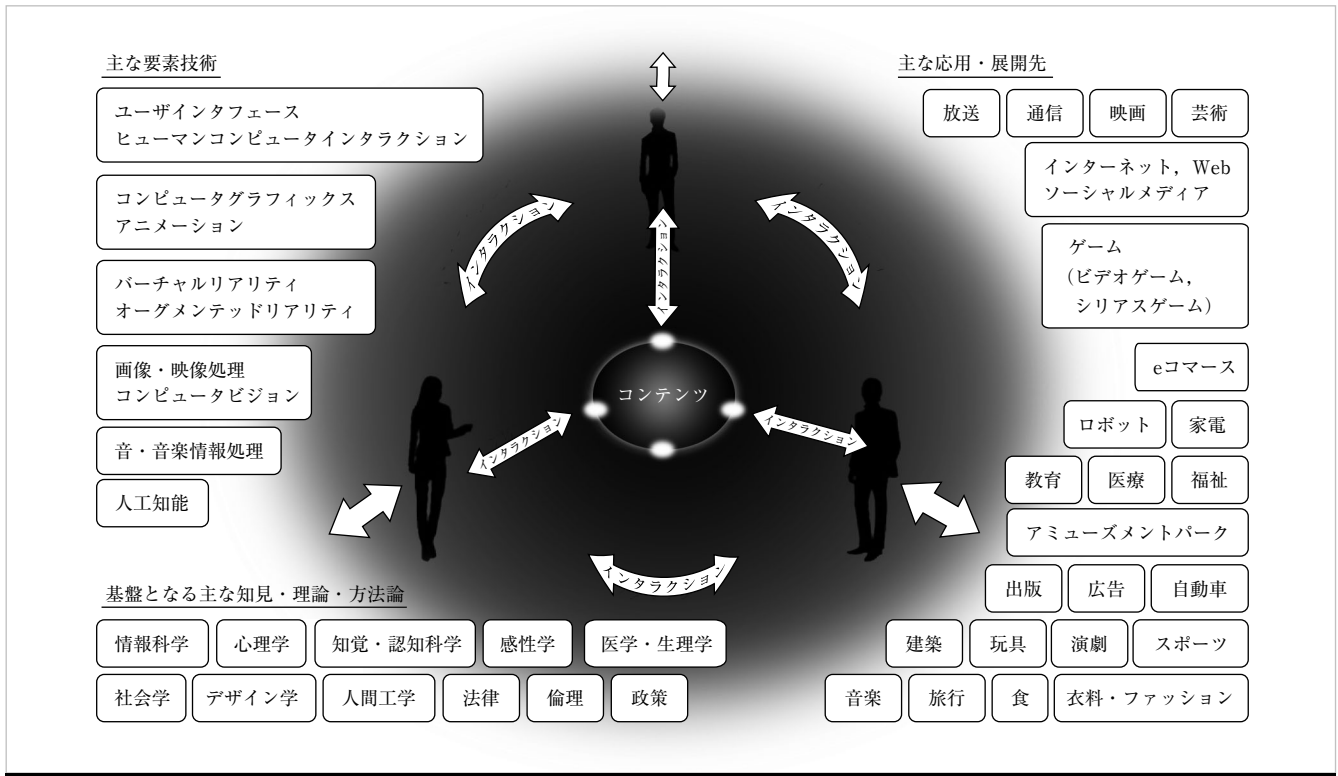 主な要素技術
ユーザインタフェース
ヒューマンコンピュータインタラクション
コンピュータグラフィックス
アニメーション
バーチャルリアリティ
オーグメンテッドリアリティ
画像・映像処理
コンピュータビジョン
音・音楽情報処理
人工知能
基盤となる主な知見・理論・方法論
情報科学
心理学
知覚・認知科学
感性学
医学・生理学
社会学
デザイン学
人間工学
法律
倫理
政策
インタラクション
インタラクション
インタラクション
コンテンツ
インタラクション
インタラクション
インタラクション
主な応用・展開先
放送
通信
映画
芸術
インターネット，Web
ソーシャルメディア
ゲーム
（ビデオゲーム，
シリアスゲーム）
eコマース
ロボット
家電
教育
医療
福祉
アミューズメントパーク
出版
広告
自動車
建築
玩具
演劇
スポーツ
音楽
旅行
食
衣料・ファッション